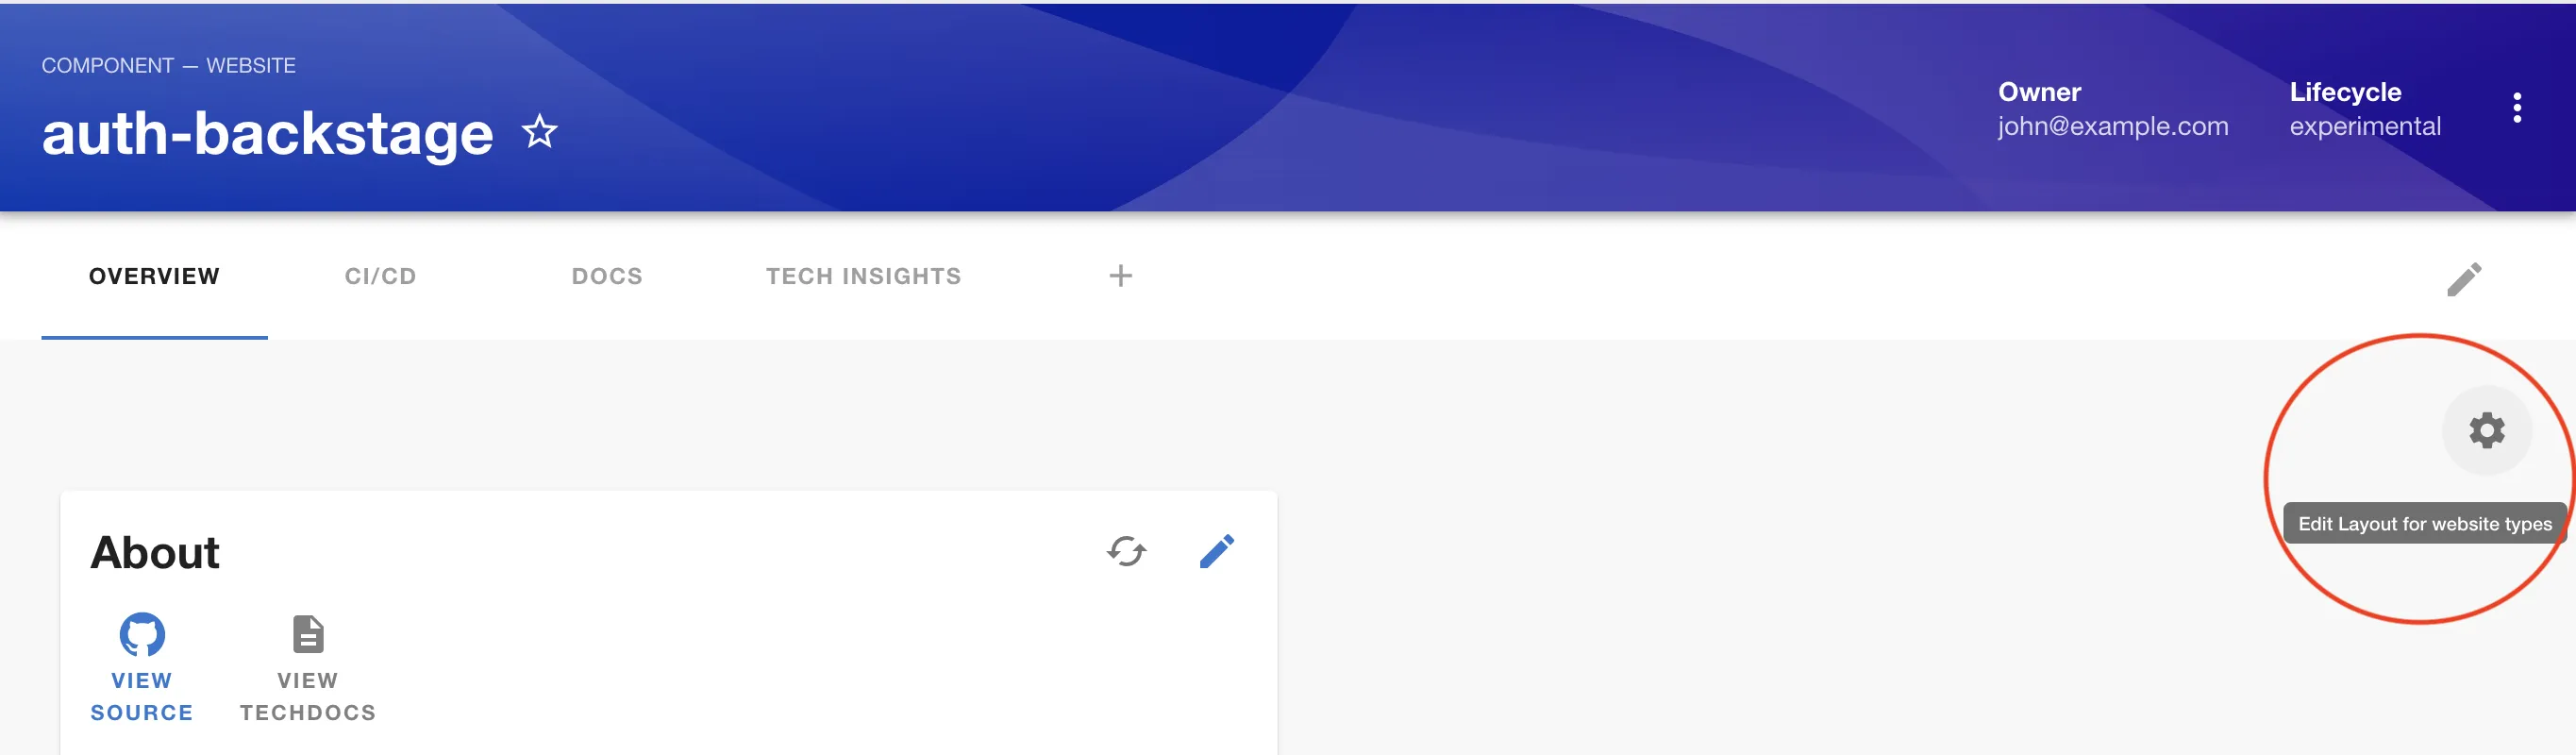 COMPONENT — WEBSITE
auth-backstage
Owner
john@example.com
Lifecycle
experimental
OVERVIEW
CI/CD
DOCS
TECH INSIGHTS
Edit Layout for website types
About
VIEW
SOURCE
VIEW
TECHDOCS